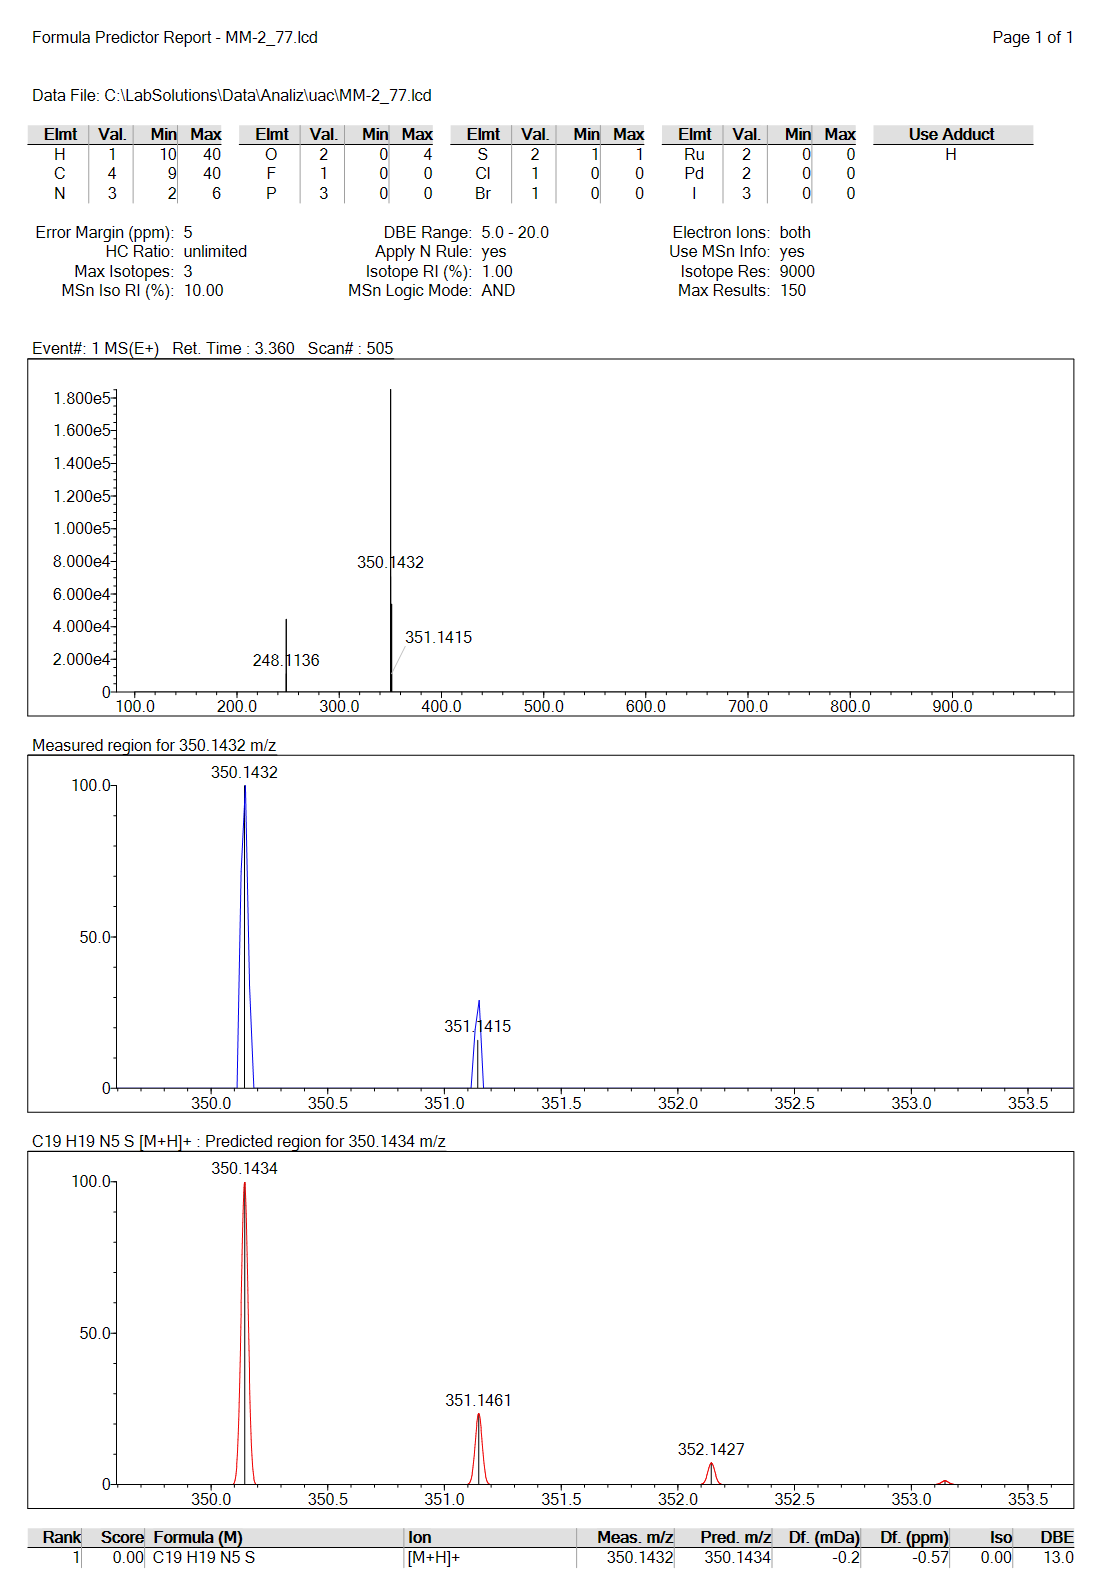 Formula Predictor Report - MM-2_77.lcd Page 1 of 1
Data File: C:\LabSolutions\Data\Analiz\uac\MM-2_77.lcd
Elmt Val. Min Max Elmt Val. Min Max Elmt Val. Min Max Elmt Val. Min Max Use Adduct
H 1 10 40 O 2 0 4 S 2 1 1 Ru 2 0 0 H
C 4 9 40 F 1 0 0 Cl 1 0 0 Pd 2 0 0
N 3 2 6 P 3 0 0 Br 1 0 0 I 3 0 0
Error Margin (ppm): 5 DBE Range: 5.0 - 20.0 Electron Ions: both
HC Ratio: unlimited Apply N Rule: yes Use MSn Info: yes
Max Isotopes: 3 Isotope RI (%): 1.00 Isotope Res: 9000
MSn Iso RI (%): 10.00 MSn Logic Mode: AND Max Results: 150
Event#: 1 MS(E+) Ret. Time : 3.360 Scan# : 505
1.800e5
1.600e5
1.400e5
1.200e5
1.000e5
8.000e4 350.1432
6.000e4
4.000e4 351.1415
2.000e4 248.1136
0
100.0 200.0 300.0 400.0 500.0 600.0 700.0 800.0 900.0
Measured region for 350.1432 m/z
350.1432
100.0
50.0
351.1415
0
350.0 350.5 351.0 351.5 352.0 352.5 353.0 353.5
C19 H19 N5 S [M+H]+ : Predicted region for 350.1434 m/z
350.1434
100.0
50.0
351.1461
352.1427
0
350.0 350.5 351.0 351.5 352.0 352.5 353.0 353.5
Rank Score Formula (M) Ion Meas. m/z Pred. m/z Df. (mDa) Df. (ppm) Iso DBE
1 0.00 C19 H19 N5 S [M+H]+ 350.1432 350.1434 -0.2 -0.57 0.00 13.0